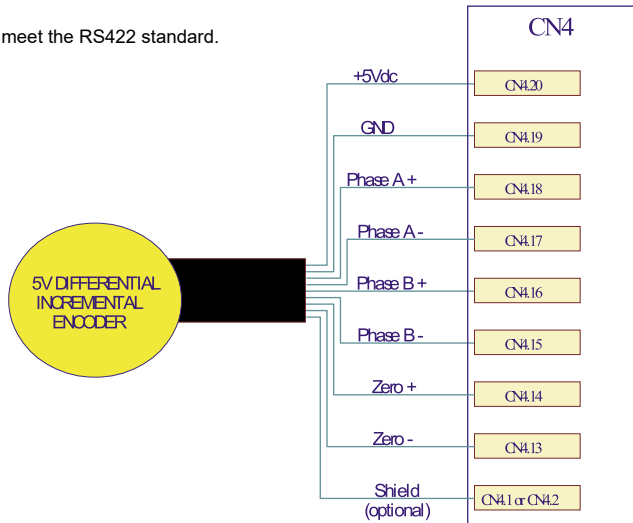 meet the RS422 standard.
CN4
+5Vdc
CN4.20
GND
CN4.19
Phase A +
CN4.18
Phase A -
CN4.17
5V DIFFERENTIAL
INCREMENTAL
ENCODER
Phase B +
CN4.16
Phase B -
CN4.15
Zero +
CN4.14
Zero -
CN4.13
Shield
(optional)
CN4.1 or CN4.2